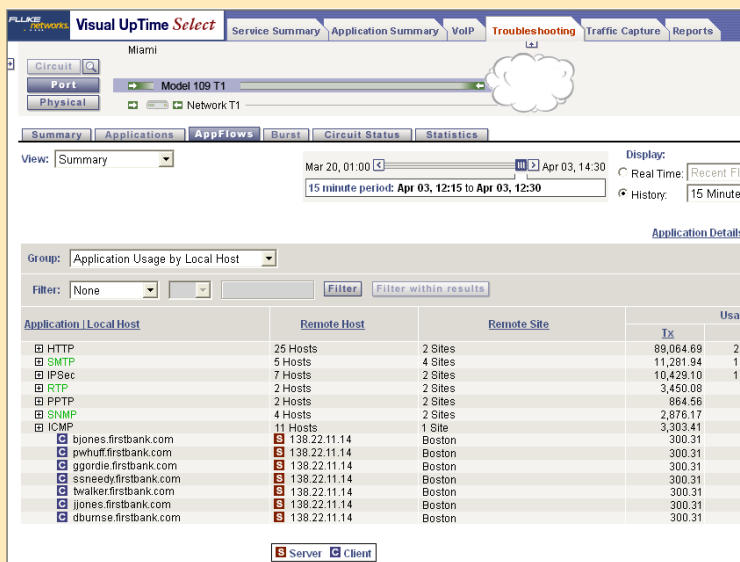 FLUKE networks. Visual UpTime Select
Service Summary Application Summary VoIP Troubleshooting Traffic Capture Reports
Miami
Circuit
Port
Physical
Model 109 T1
Network T1
Summary Applications AppFlows Burst Circuit Status Statistics
View: Summary
Mar 20, 01:00 Apr 03, 14:30
15 minute period: Apr 03, 12:15 to Apr 03, 12:30
Display:
Real Time: Recent Fl
History: 15 Minute
Application Details
Group: Application Usage by Local Host
Filter: None Filter Filter within results
Usa
Application | Local Host Remote Host Remote Site Tx
HTTP 25 Hosts 2 Sites 89,064.69 2
SMTP 5 Hosts 4 Sites 11,281.94 1
IPSec 7 Hosts 2 Sites 10,429.10 1
RTP 2 Hosts 2 Sites 3,450.08
PPTP 2 Hosts 2 Sites 864.56
SNMP 4 Hosts 2 Sites 2,876.17
ICMP 11 Hosts 1 Site 3,303.41
C bjones.firstbank.com S 138.22.11.14 Boston 300.31
C pwhuff.firstbank.com S 138.22.11.14 Boston 300.31
C ggordie.firstbank.com S 138.22.11.14 Boston 300.31
C ssneedy.firstbank.com S 138.22.11.14 Boston 300.31
C twalker.firstbank.com S 138.22.11.14 Boston 300.31
C jjones.firstbank.com S 138.22.11.14 Boston 300.31
C dburnse.firstbank.com S 138.22.11.14 Boston 300.31
S Server C Client